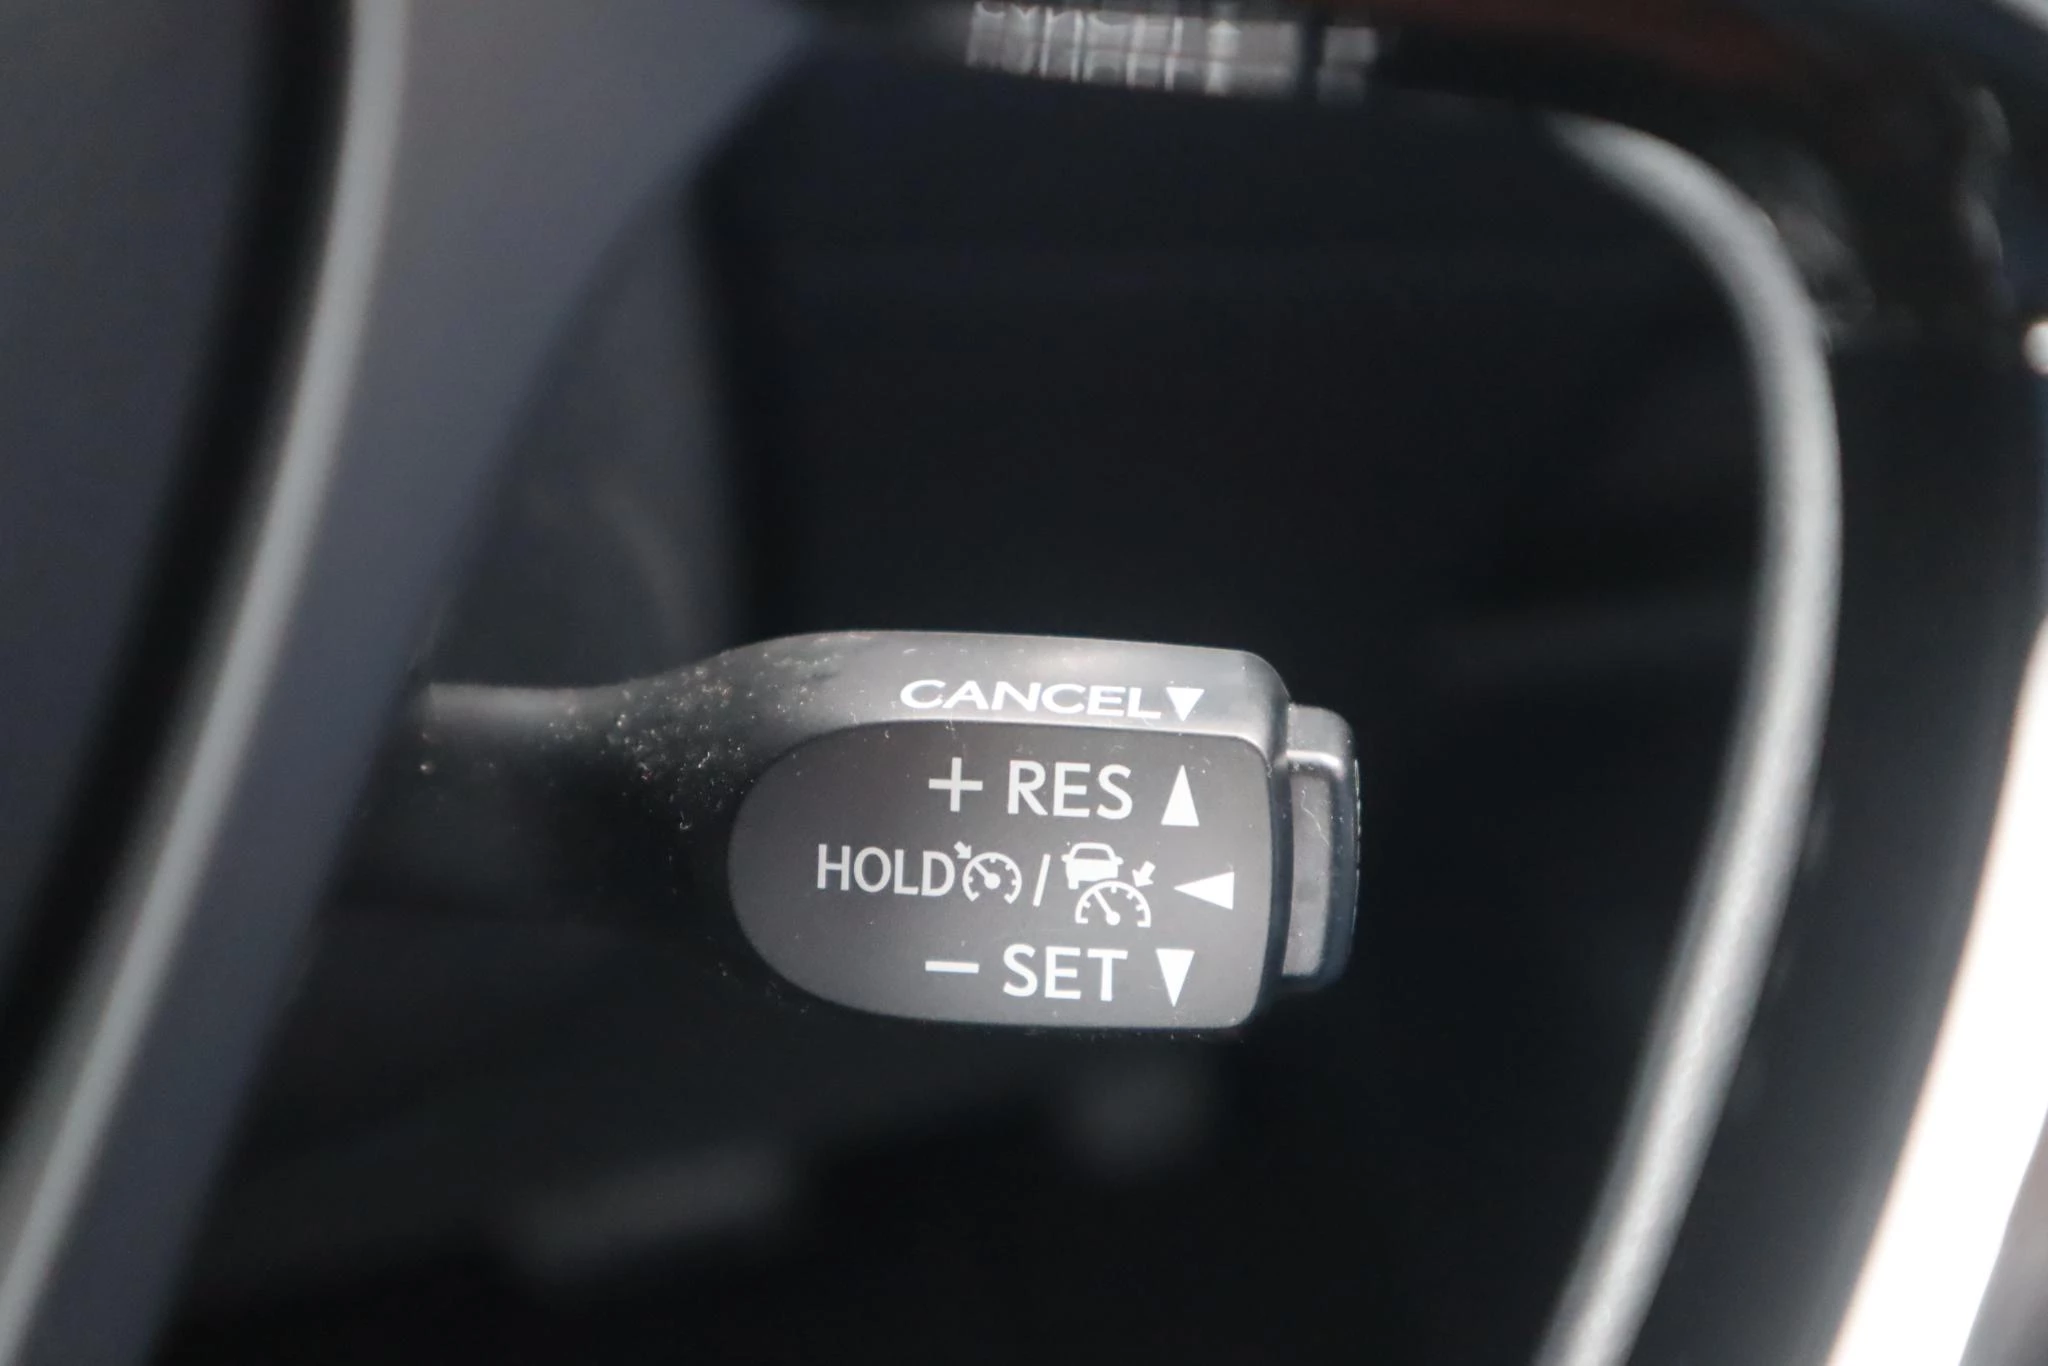 CANCEL▼
+ RES ▲
HOLD / ◀
− SET ▼